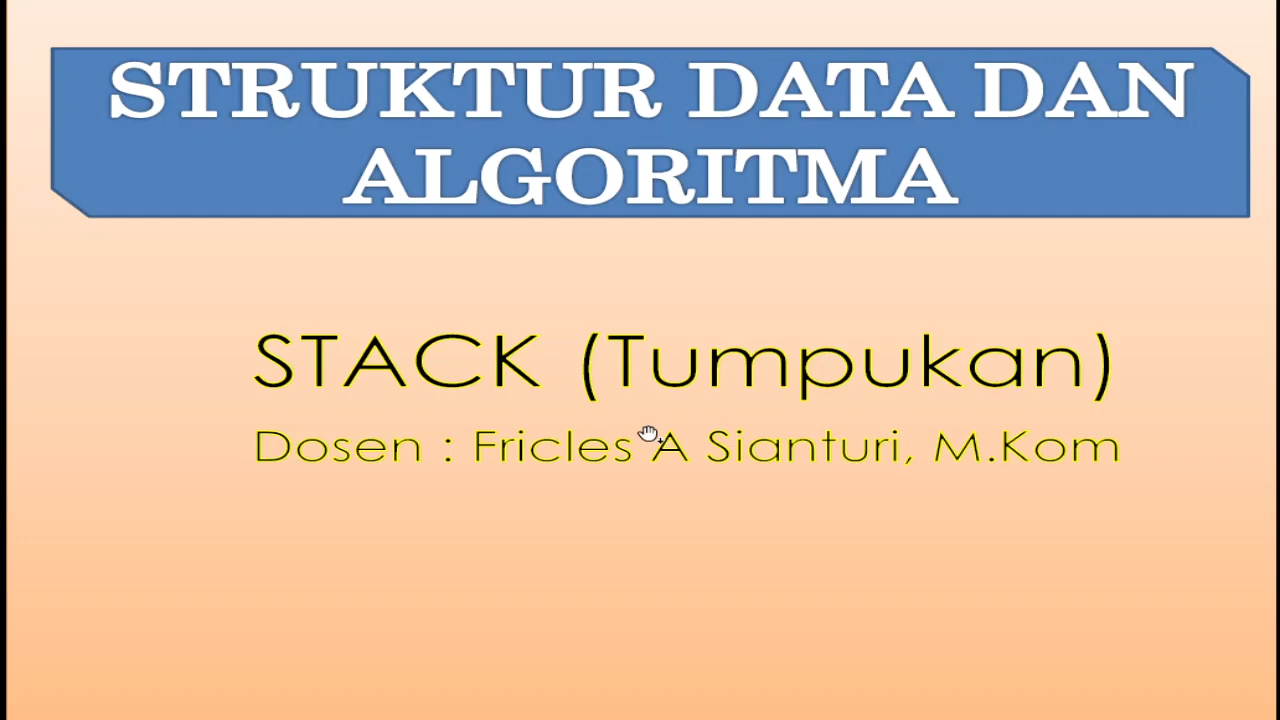 STRUKTUR DATA DAN
ALGORITMA
STACK (Tumpukan)
Dosen : Fricles A Sianturi, M.Kom